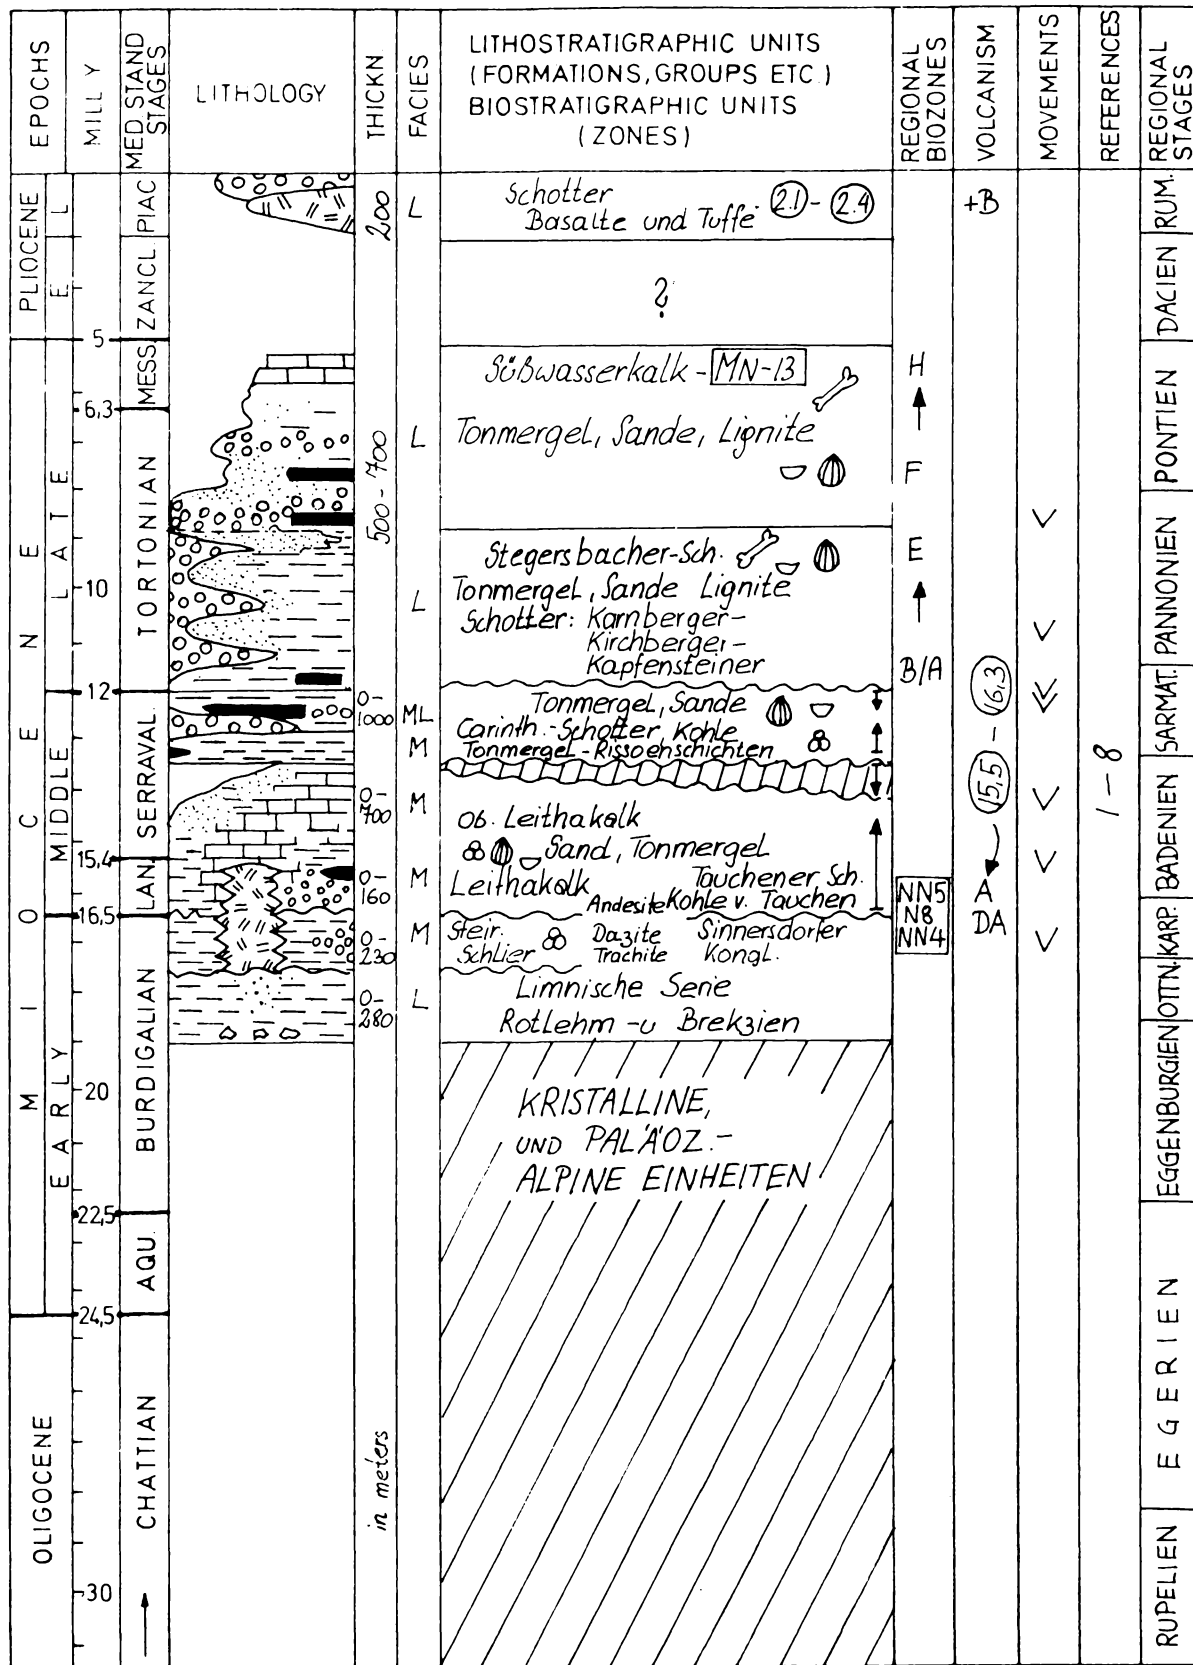 EPOCHS
MILL Y
MED. STAND
STAGES
LITHOLOGY
THICKN
FACIES
LITHOSTRATIGRAPHIC UNITS
(FORMATIONS, GROUPS ETC.)
BIOSTRATIGRAPHIC UNITS
(ZONES)
REGIONAL
BIOZONES
VOLCANISM
MOVEMENTS
REFERENCES
REGIONAL
STAGES
PLIOCENE
L
E
MIOCENE
LATE
MIDDLE
EARLY
OLIGOCENE
5
6,3
10
12
15,4
16,5
20
22,5
24,5
30
PIAC
ZANCL.
MESS.
TORTONIAN
SERRAVAL
LAN.
BURDIGALIAN
AQU.
CHATTIAN
200
500-700
0-
1000
0-
700
0-
160
0-
230
0-
280
in meters
L
L
L
ML
M
M
M
M
L
Schotter
Basalte und Tuffe 2.1 - 2.4
?
Süßwasserkalk - MN-13
Tonmergel, Sande, Lignite
Stegersbacher-Sch.
Tonmergel, Sande Lignite
Schotter: Karnberger-
Kirchberger-
Kapfensteiner
Tonmergel, Sande
Carinth.-Schotter, Kohle
Tonmergel-Rissoenschichten
Ob. Leithakalk
Sand, Tonmergel
Leithakalk
Tauchener Sch.
Andesite Kohle v. Tauchen
Steir. Dazite Sinnersdorfer
Schlier Trachite Kongl.
Limnische Serie
Rotlehm -u Brekzien
KRISTALLINE,
UND PALÄOZ.-
ALPINE EINHEITEN
H
F
E
B/A
NN5
N8
NN4
+B
16,3
-
15,5
A
DA
1-8
RUM.
DACIEN
PONTIEN
PANNONIEN
SARMAT.
BADENIEN
KARP.
OTTN.
EGGENBURGIEN
EGERIEN
RUPELIEN